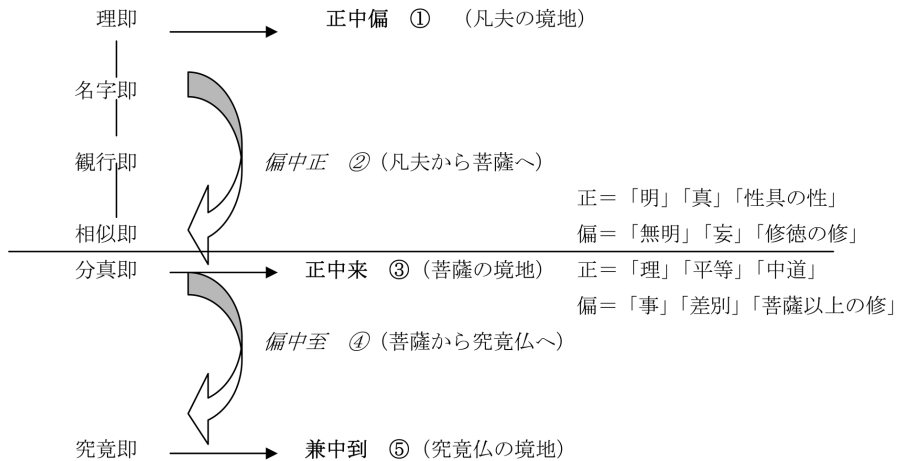 理即 正中偏 ① （凡夫の境地）
名字即
観行即 偏中正 ②（凡夫から菩薩へ）
正＝「明」「真」「性具の性」
相似即 偏＝「無明」「妄」「修徳の修」
分真即 正中来 ③（菩薩の境地） 正＝「理」「平等」「中道」
偏＝「事」「差別」「菩薩以上の修」
偏中至 ④（菩薩から究竟仏へ）
究竟即 兼中到 ⑤（究竟仏の境地）